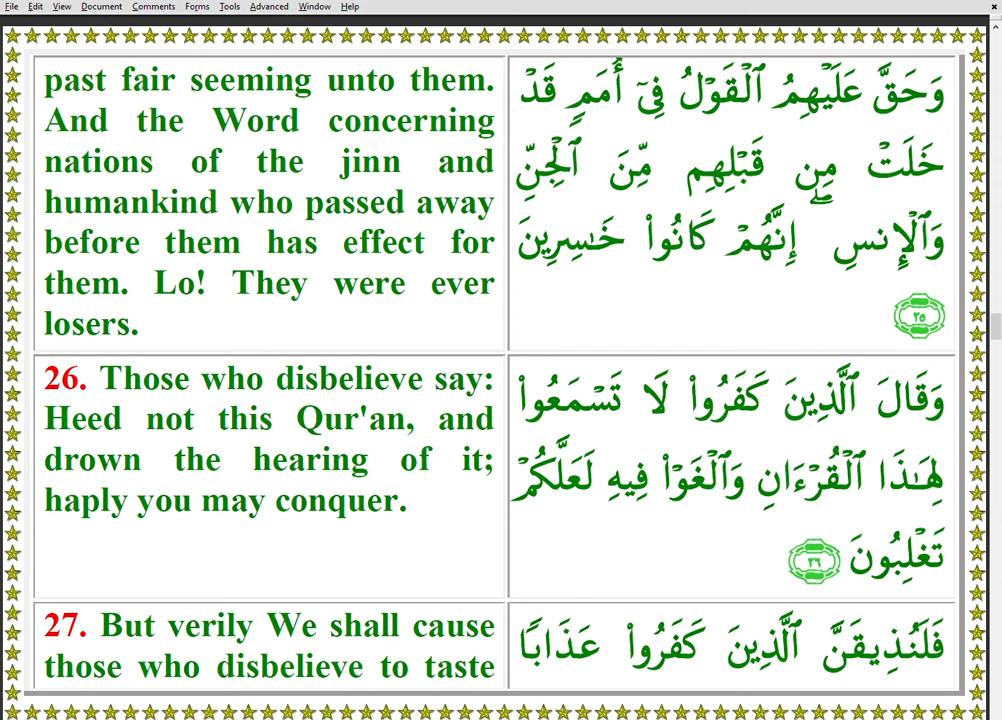 File Edit View Document Comments Forms Tools Advanced Window Help
past fair seeming unto them.
And the Word concerning
nations of the jinn and
humankind who passed away
before them has effect for
them. Lo! They were ever
losers.
وَحَقَّ عَلَيْهِمُ ٱلْقَوْلُ فِىٓ أُمَمٍ قَدْ
خَلَتْ مِن قَبْلِهِم مِّنَ ٱلْجِنِّ
وَٱلْإِنسِ ۖ إِنَّهُمْ كَانُوا۟ خَـٰسِرِينَ
٢٥
26. Those who disbelieve say:
Heed not this Qur'an, and
drown the hearing of it;
haply you may conquer.
وَقَالَ ٱلَّذِينَ كَفَرُوا۟ لَا تَسْمَعُوا۟
لِهَـٰذَا ٱلْقُرْءَانِ وَٱلْغَوْا۟ فِيهِ لَعَلَّكُمْ
تَغْلِبُونَ ٢٦
27. But verily We shall cause
those who disbelieve to taste
فَلَنُذِيقَنَّ ٱلَّذِينَ كَفَرُوا۟ عَذَابًا